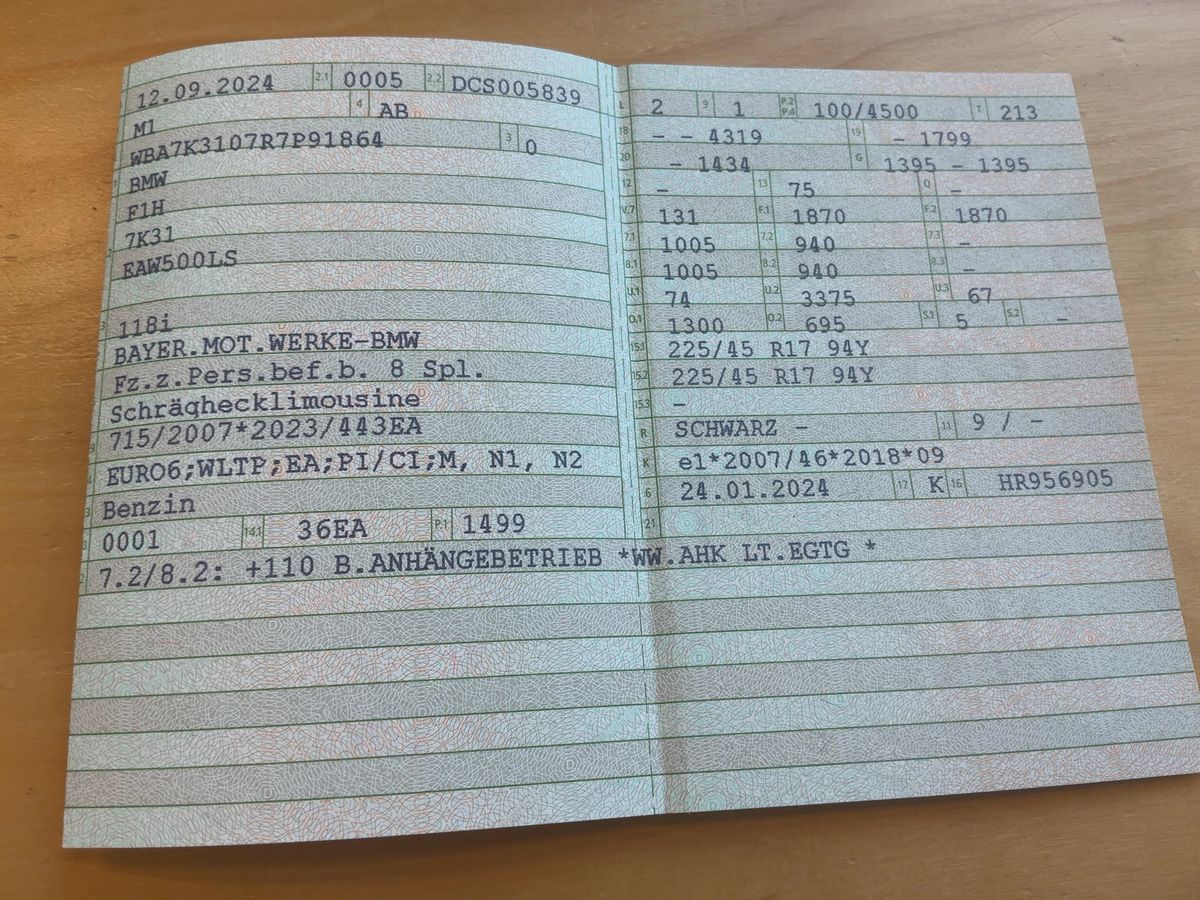 12.09.2024 2.1 0005 2.2 DCS005839
M1 4 AB
WBA7K3107R7P91864 3 0
BMW
F1H
7K31
EAW500LS
118i
BAYER.MOT.WERKE-BMW
Fz.z.Pers.bef.b. 8 Spl.
Schräghecklimousine
715/2007*2023/443EA
EURO6;WLTP;EA;PI/CI;M, N1, N2
Benzin
0001 14.1 36EA P.1 1499
7.2/8.2: +110 B.ANHÄNGEBETRIEB *WW.AHK LT.EGTG *
L 2 9 1 P.2 P.4 100/4500 T 213
18 - - 4319 19 - 1799
20 - 1434 G 1395 - 1395
12 - 13 75 Q -
V.7 131 F.1 1870 F.2 1870
7.1 1005 7.2 940 7.3 -
8.1 1005 8.2 940 8.3 -
U.1 74 U.2 3375 U.3 67
O.1 1300 O.2 695 S.1 5 S.2 -
15.1 225/45 R17 94Y
15.2 225/45 R17 94Y
15.3 -
R SCHWARZ - 11 9 / -
K e1*2007/46*2018*09
6 24.01.2024 17 K 16 HR956905
21